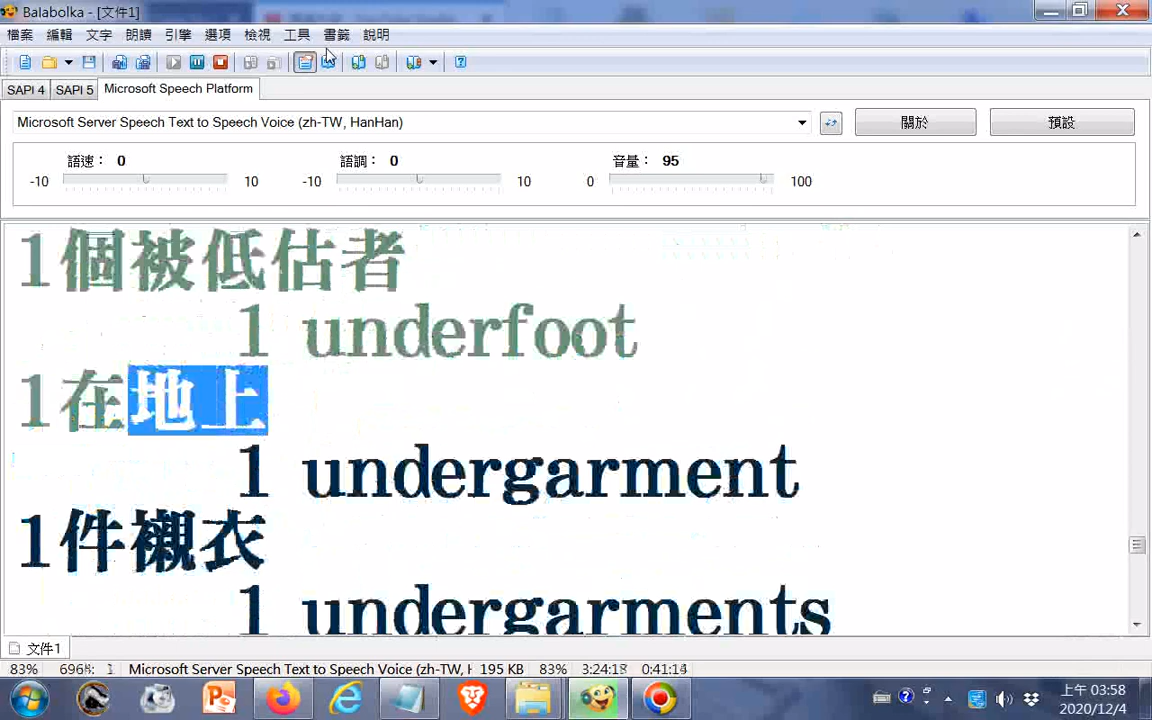 Balabolka - [文件1]
檔案 編輯 文字 朗讀 引擎 選項 檢視 工具 書籤 說明
SAPI 4 SAPI 5 Microsoft Speech Platform
Microsoft Server Speech Text to Speech Voice (zh-TW, HanHan) 關於 預設
語速： 0 語調： 0 音量： 95
-10 10 -10 10 0 100
1個被低估者
1 underfoot
1在地上
1 undergarment
1件襯衣
1 undergarments
文件1
83% 696: 1 Microsoft Server Speech Text to Speech Voice (zh-TW, H 195 KB 83% 3:24:18 0:41:14
上午 03:58
2020/12/4